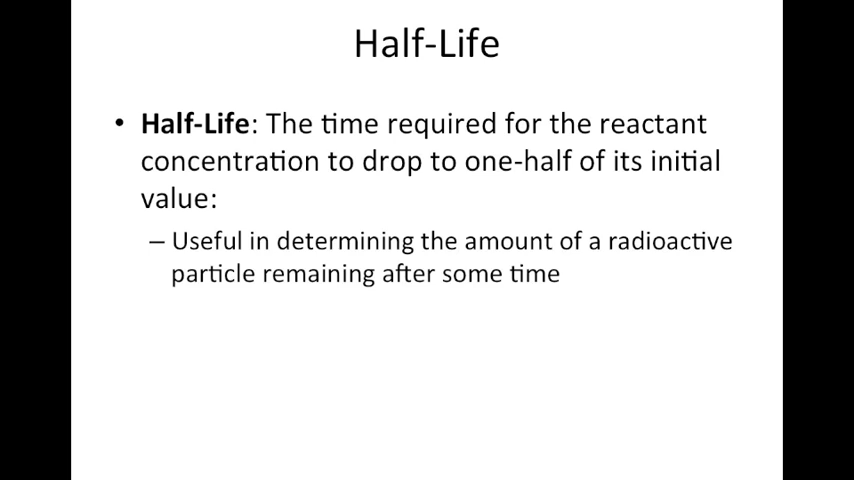 Half-Life
• Half-Life: The time required for the reactant
concentration to drop to one-half of its initial
value:
– Useful in determining the amount of a radioactive
particle remaining after some time